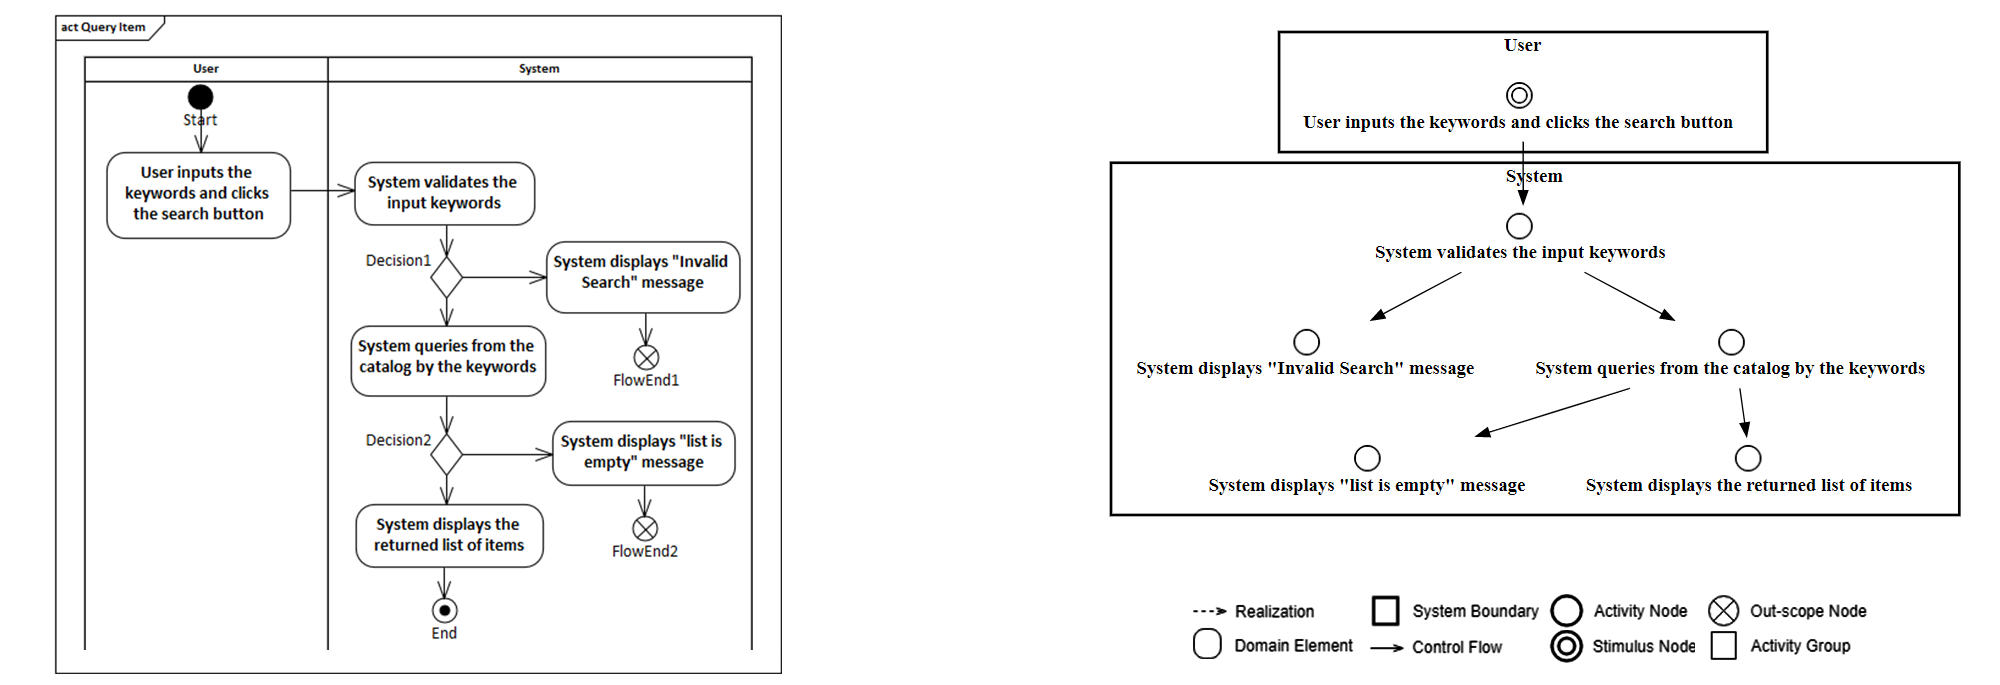 act Query Item
User
System
Start
User inputs the
keywords and clicks
the search button
System validates the
input keywords
Decision1
System displays "Invalid
Search" message
FlowEnd1
System queries from the
catalog by the keywords
Decision2
System displays "list is
empty" message
FlowEnd2
System displays the
returned list of items
End
User
User inputs the keywords and clicks the search button
System
System validates the input keywords
System displays "Invalid Search" message
System queries from the catalog by the keywords
System displays "list is empty" message
System displays the returned list of items
Realization
System Boundary
Activity Node
Out-scope Node
Domain Element
Control Flow
Stimulus Node
Activity Group